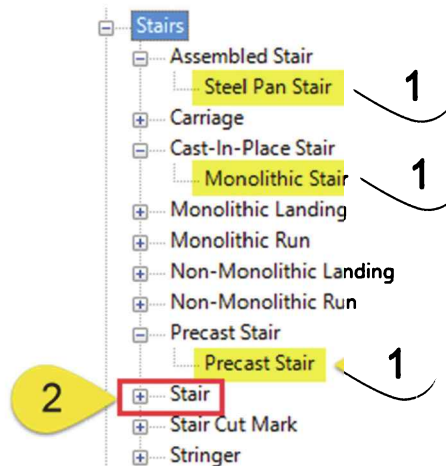 Stairs
Assembled Stair
Steel Pan Stair 1
Carriage
Cast-In-Place Stair
Monolithic Stair 1
Monolithic Landing
Monolithic Run
Non-Monolithic Landing
Non-Monolithic Run
Precast Stair
Precast Stair 1
2 Stair
Stair Cut Mark
Stringer